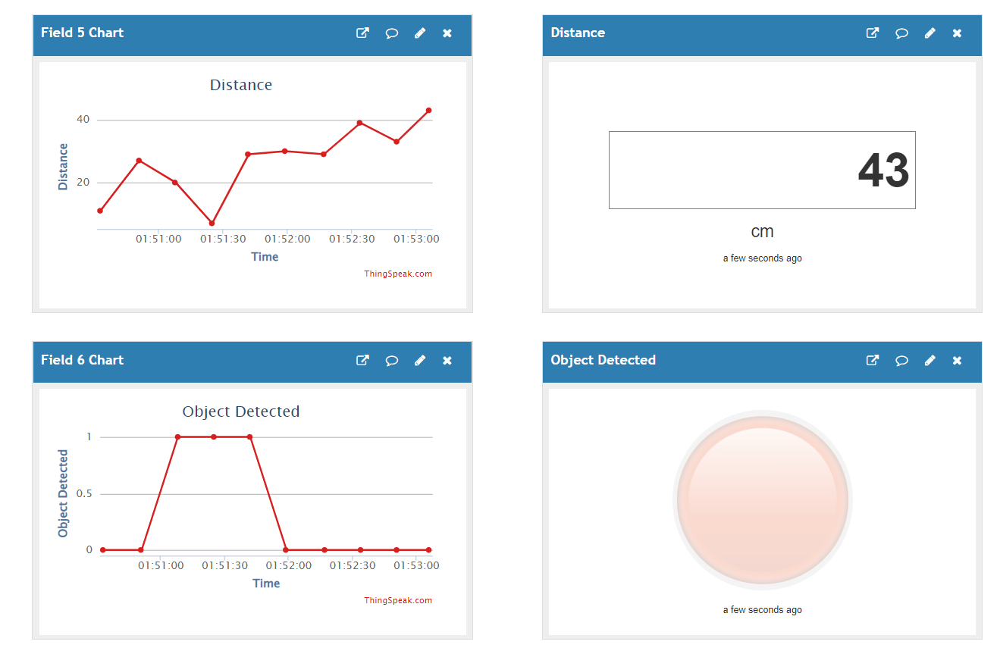 Field 5 Chart
Distance
40
20
Distance
01:51:00 01:51:30 01:52:00 01:52:30 01:53:00
Time
ThingSpeak.com
Distance
43
cm
a few seconds ago
Field 6 Chart
Object Detected
1
0.5
0
Object Detected
01:51:00 01:51:30 01:52:00 01:52:30 01:53:00
Time
ThingSpeak.com
Object Detected
a few seconds ago